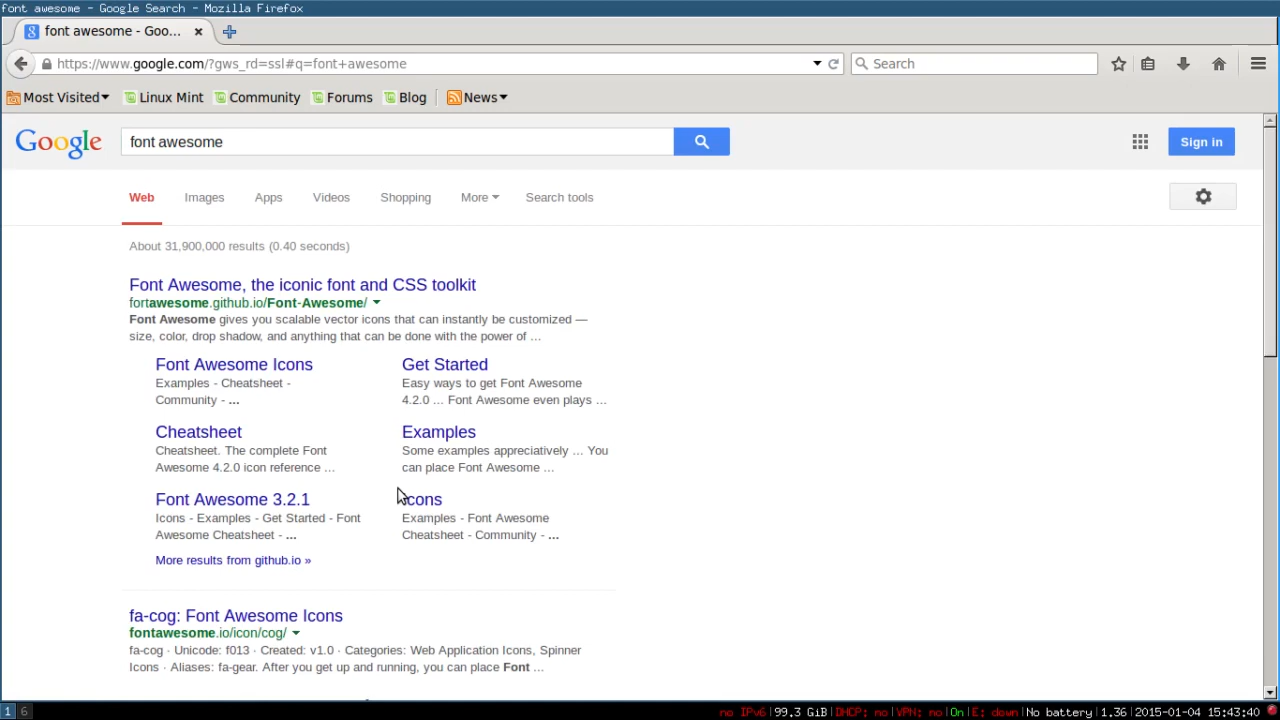 font awesome - Google Search - Mozilla Firefox
font awesome - Goo...
https://www.google.com/?gws_rd=ssl#q=font+awesome
Search
Most Visited
Linux Mint
Community
Forums
Blog
News
Google
font awesome
Sign in
Web
Images
Apps
Videos
Shopping
More
Search tools
About 31,900,000 results (0.40 seconds)
Font Awesome, the iconic font and CSS toolkit
fortawesome.github.io/Font-Awesome/
Font Awesome gives you scalable vector icons that can instantly be customized —
size, color, drop shadow, and anything that can be done with the power of ...
Font Awesome Icons
Examples - Cheatsheet -
Community - ...
Get Started
Easy ways to get Font Awesome
4.2.0 ... Font Awesome even plays ...
Cheatsheet
Cheatsheet. The complete Font
Awesome 4.2.0 icon reference ...
Examples
Some examples appreciatively ... You
can place Font Awesome ...
Font Awesome 3.2.1
Icons - Examples - Get Started - Font
Awesome Cheatsheet - ...
Icons
Examples - Font Awesome
Cheatsheet - Community - ...
More results from github.io »
fa-cog: Font Awesome Icons
fontawesome.io/icon/cog/
fa-cog · Unicode: f013 · Created: v1.0 · Categories: Web Application Icons, Spinner
Icons · Aliases: fa-gear. After you get up and running, you can place Font ...
1 6
no IPv6|99.3 GiB|DHCP: no|VPN: no|On|E: down|No battery|1.36|2015-01-04 15:43:40